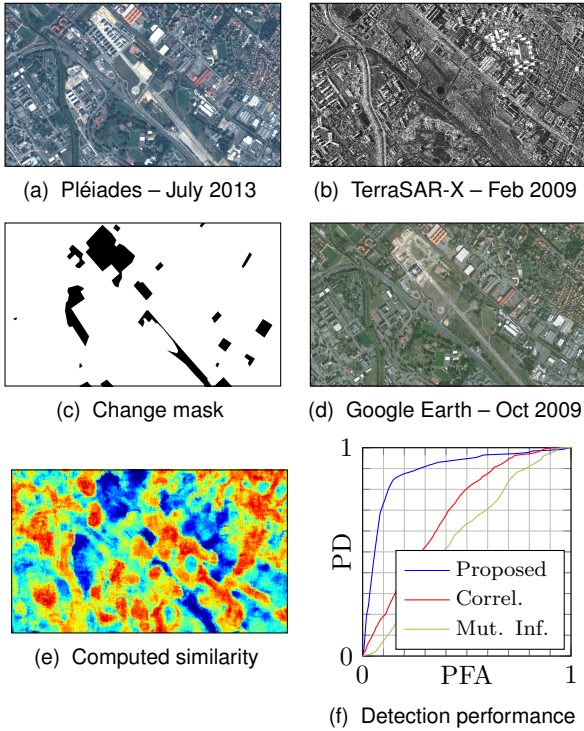 (a) Pléiades – July 2013
(b) TerraSAR-X – Feb 2009
(c) Change mask
(d) Google Earth – Oct 2009
(e) Computed similarity
1
PD
0
Proposed
Correl.
Mut. Inf.
0
PFA
1
(f) Detection performance